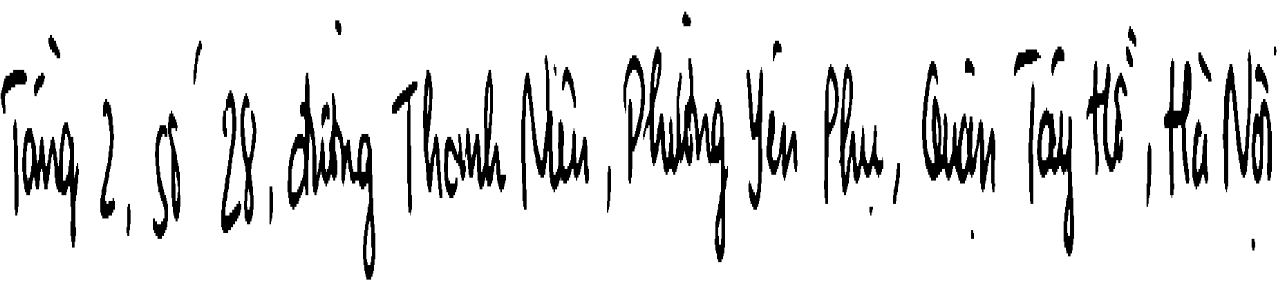 Tầng 2, số 28, đường Thanh Niên, Phường Yên Phụ, Quận Tây Hồ, Hà Nội